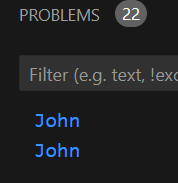 PROBLEMS 22
Filter (e.g. text, !exc
John
John